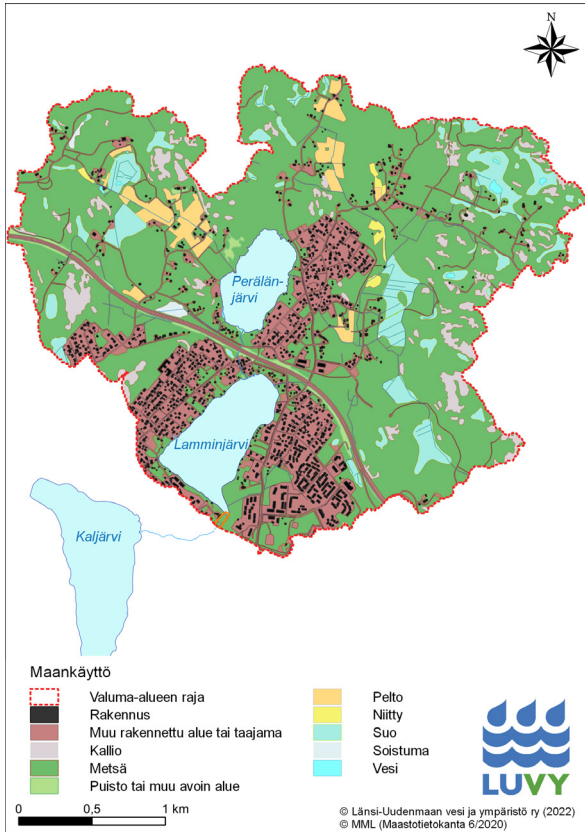 N
Perälän-
järvi
Lamminjärvi
Kaljärvi
Maankäyttö
Valuma-alueen raja
Rakennus
Muu rakennettu alue tai taajama
Kallio
Metsä
Puisto tai muu avoin alue
Pelto
Niitty
Suo
Soistuma
Vesi
LUVY
0 0,5 1 km
© Länsi-Uudenmaan vesi ja ympäristö ry (2022)
© MML (Maastotietokanta 6/2020)